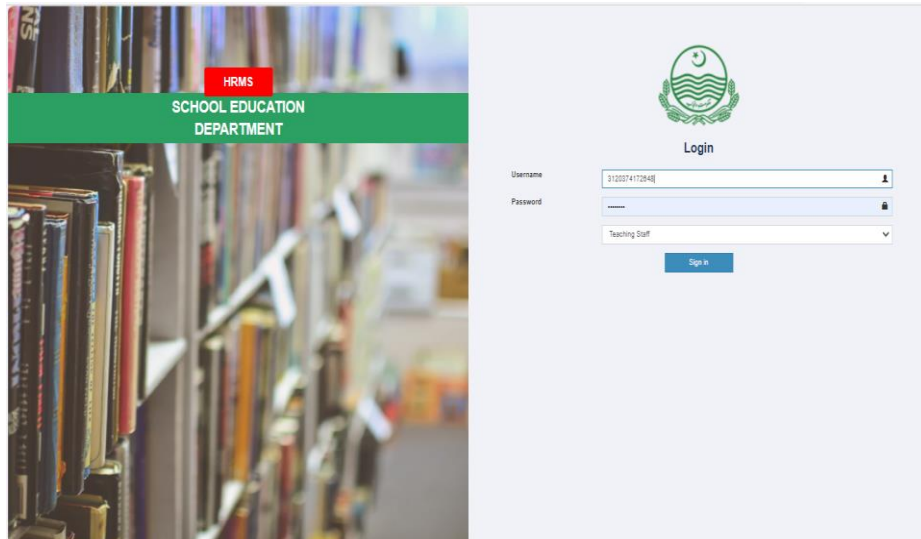 HRMS
SCHOOL EDUCATION
DEPARTMENT
Login
Username
3120374172648
Password
Teaching Staff
Sign in